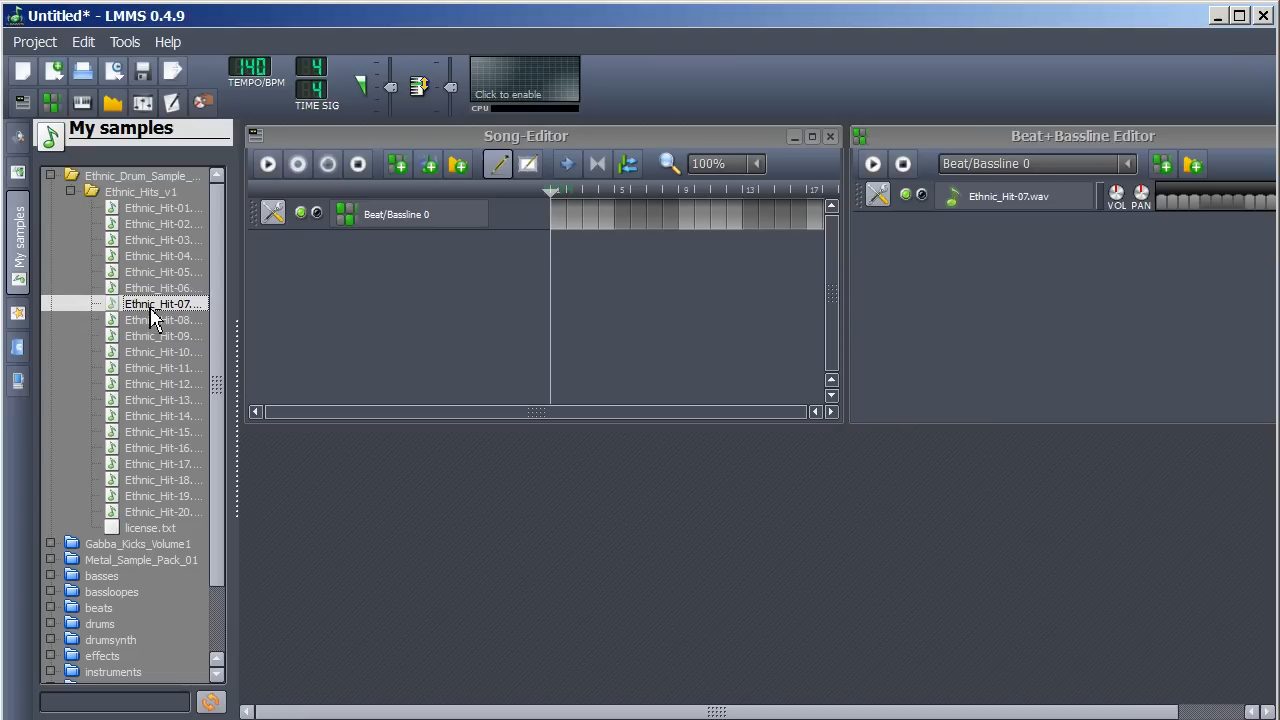 Untitled* - LMMS 0.4.9
Project Edit Tools Help
140 4
TEMPO/BPM
4
TIME SIG
Click to enable
CPU
My samples
My samples
Ethnic_Drum_Sample_...
Ethnic_Hits_v1
Ethnic_Hit-01....
Ethnic_Hit-02....
Ethnic_Hit-03....
Ethnic_Hit-04....
Ethnic_Hit-05....
Ethnic_Hit-06....
Ethnic_Hit-07....
Ethnic_Hit-08....
Ethnic_Hit-09....
Ethnic_Hit-10....
Ethnic_Hit-11....
Ethnic_Hit-12....
Ethnic_Hit-13....
Ethnic_Hit-14....
Ethnic_Hit-15....
Ethnic_Hit-16....
Ethnic_Hit-17....
Ethnic_Hit-18....
Ethnic_Hit-19....
Ethnic_Hit-20....
license.txt
Gabba_Kicks_Volume1
Metal_Sample_Pack_01
basses
bassloopes
beats
drums
drumsynth
effects
instruments
Song-Editor
100%
1 5 9 13 17
Beat/Bassline 0
Beat+Bassline Editor
Beat/Bassline 0
Ethnic_Hit-07.wav
VOL PAN